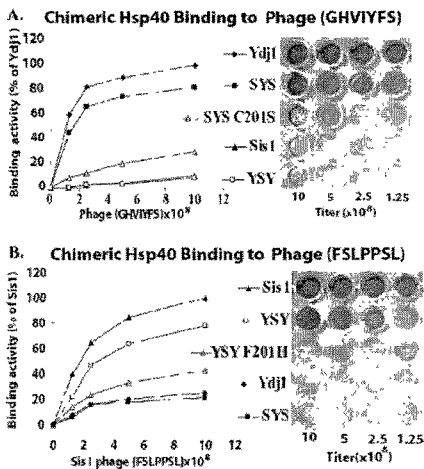 A. Chimeric Hsp40 Binding to Phage (GHVIYFS)
Binding activity (% of Ydj1)
120
100
80
60
40
20
0
0 2 4 6 8 10
Phage (GHVIYFS)x10⁸
Ydj1
SYS
SYS C201S
Sis1
YSY
10 5 2.5 1.25
Titer (x10⁻⁸)
B. Chimeric Hsp40 Binding to Phage (FSLPPSL)
Binding activity (% of Sis1)
120
100
80
60
40
20
0
0 2 4 6 8 10
Sis1 phage (FSLPPSL)x10⁸
Sis1
YSY
YSY F201H
Ydj1
SYS
10 5 2.5 1.25
Titer(x10⁸)